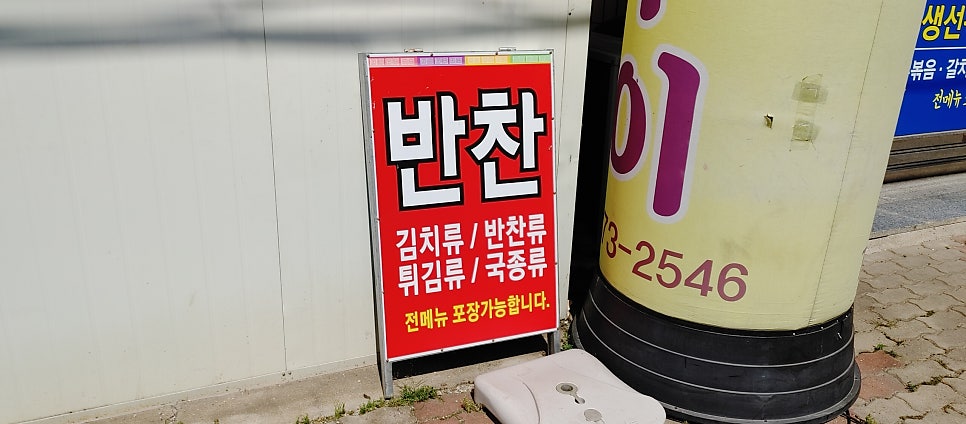 반찬
김치류 / 반찬류
튀김류 / 국종류
전메뉴 포장가능합니다.
73-2546
생선
볶음·갈치
전메뉴